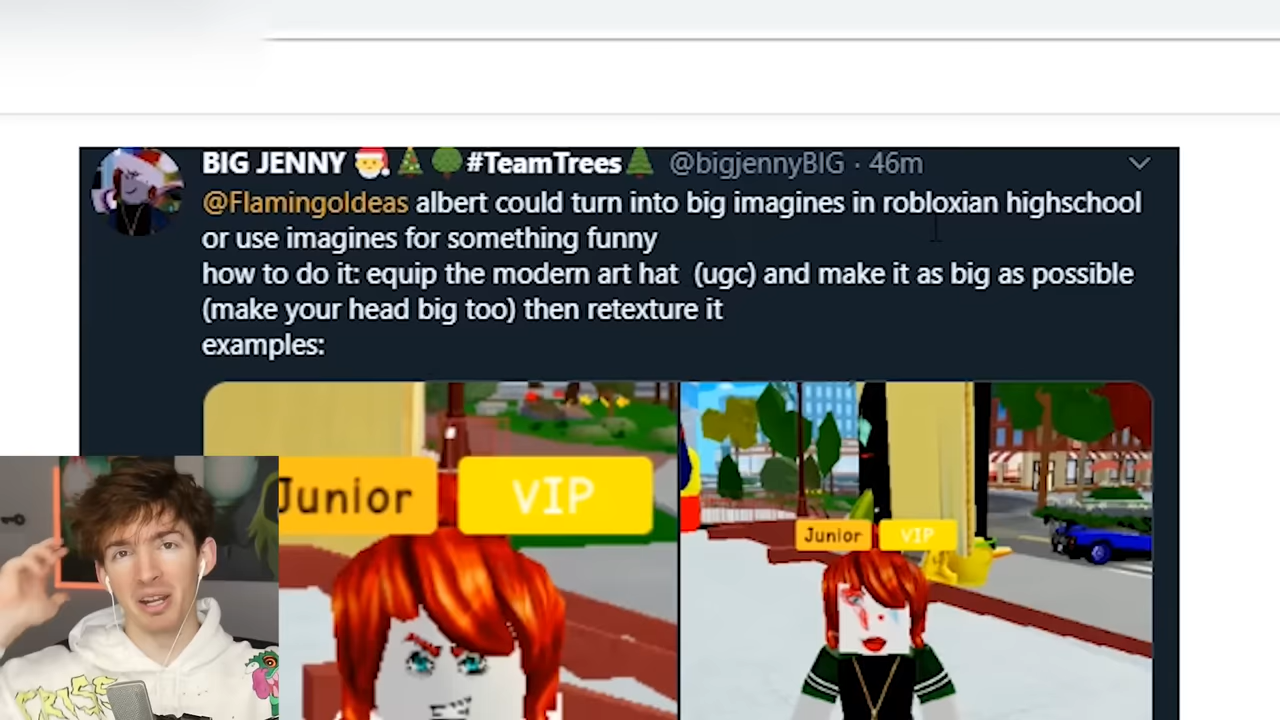 BIG JENNY 🎅🎄🌳#TeamTrees🌲 @bigjennyBIG · 46m
@FlamingoIdeas albert could turn into big imagines in robloxian highschool
or use imagines for something funny
how to do it: equip the modern art hat (ugc) and make it as big as possible
(make your head big too) then retexture it
examples:
Junior VIP
Junior VIP